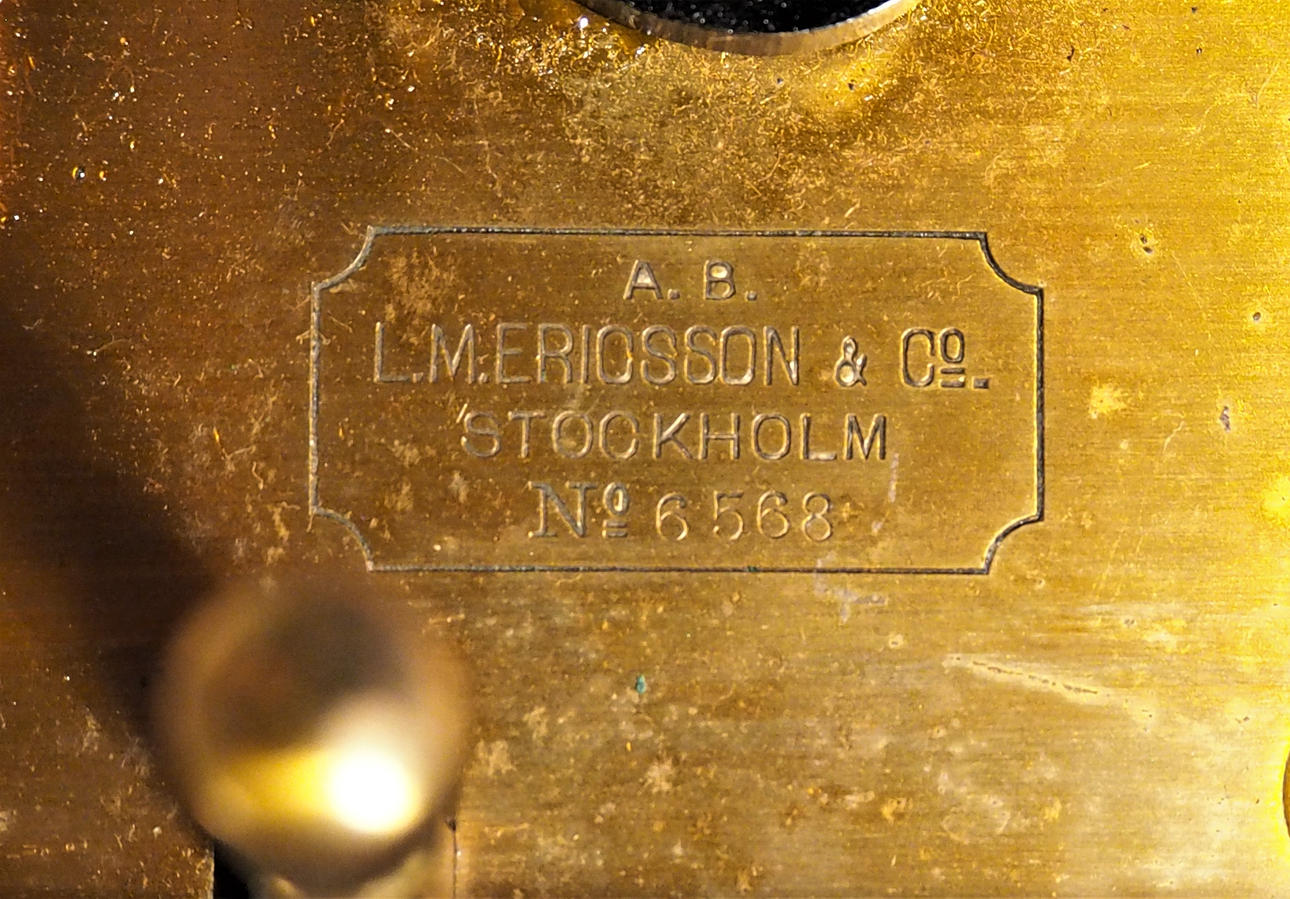 A. B.
L.M.ERICSSON & Cº.
STOCKHOLM
Nº 6568